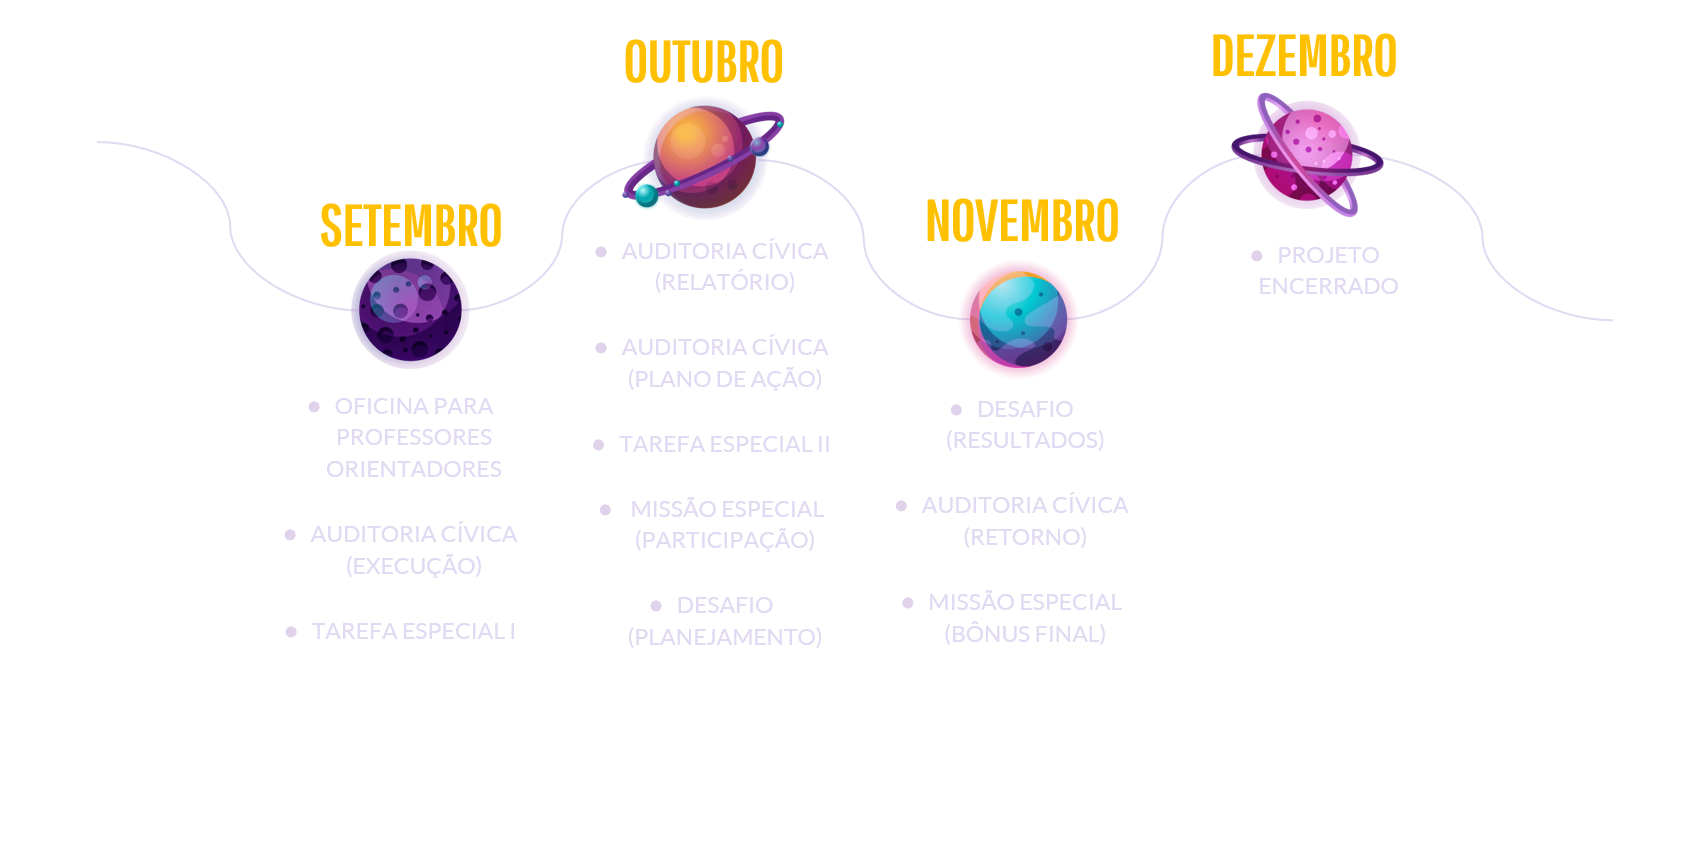 SETEMBRO
• OFICINA PARA
PROFESSORES
ORIENTADORES
• AUDITORIA CÍVICA
(EXECUÇÃO)
• TAREFA ESPECIAL I
OUTUBRO
• AUDITORIA CÍVICA
(RELATÓRIO)
• AUDITORIA CÍVICA
(PLANO DE AÇÃO)
• TAREFA ESPECIAL II
• MISSÃO ESPECIAL
(PARTICIPAÇÃO)
• DESAFIO
(PLANEJAMENTO)
NOVEMBRO
• DESAFIO
(RESULTADOS)
• AUDITORIA CÍVICA
(RETORNO)
• MISSÃO ESPECIAL
(BÔNUS FINAL)
DEZEMBRO
• PROJETO
ENCERRADO